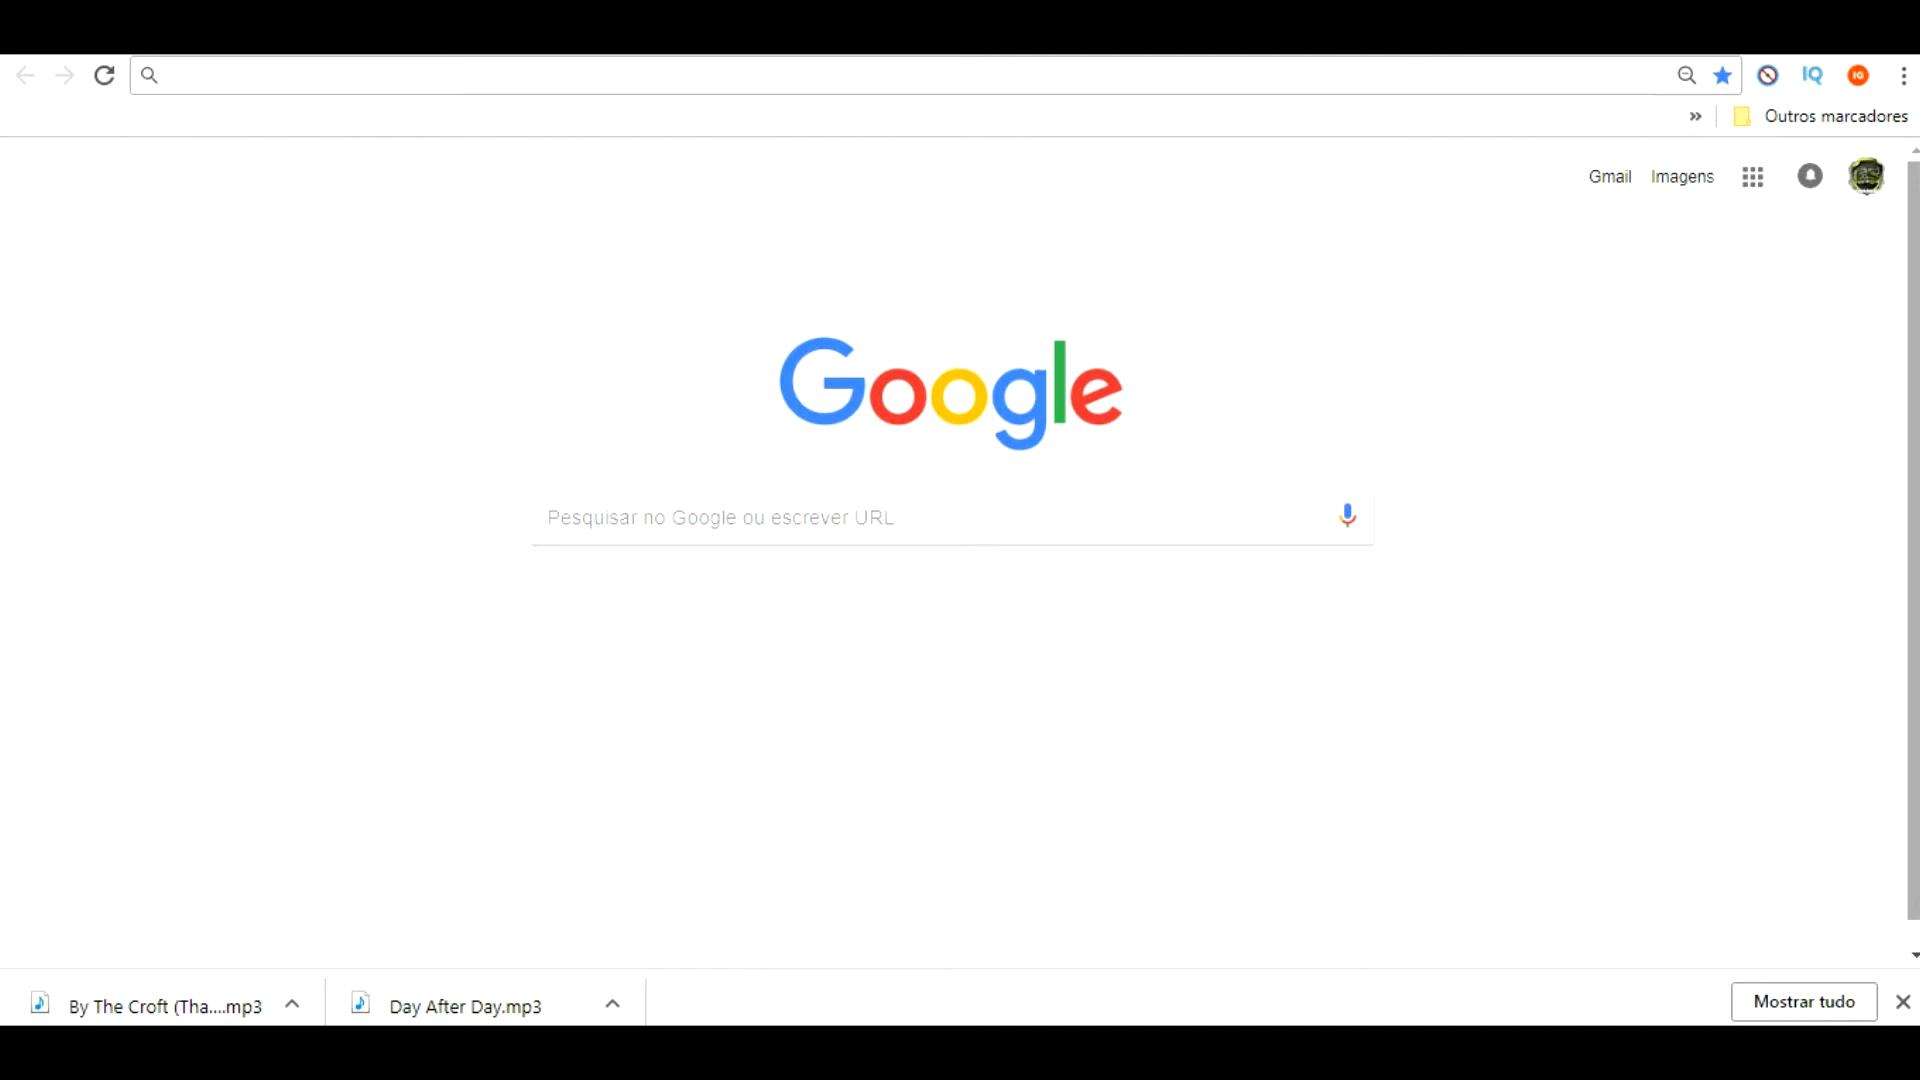 IQ
IG
» Outros marcadores
Gmail Imagens
Google
Pesquisar no Google ou escrever URL
By The Croft (Tha....mp3
Day After Day.mp3
Mostrar tudo